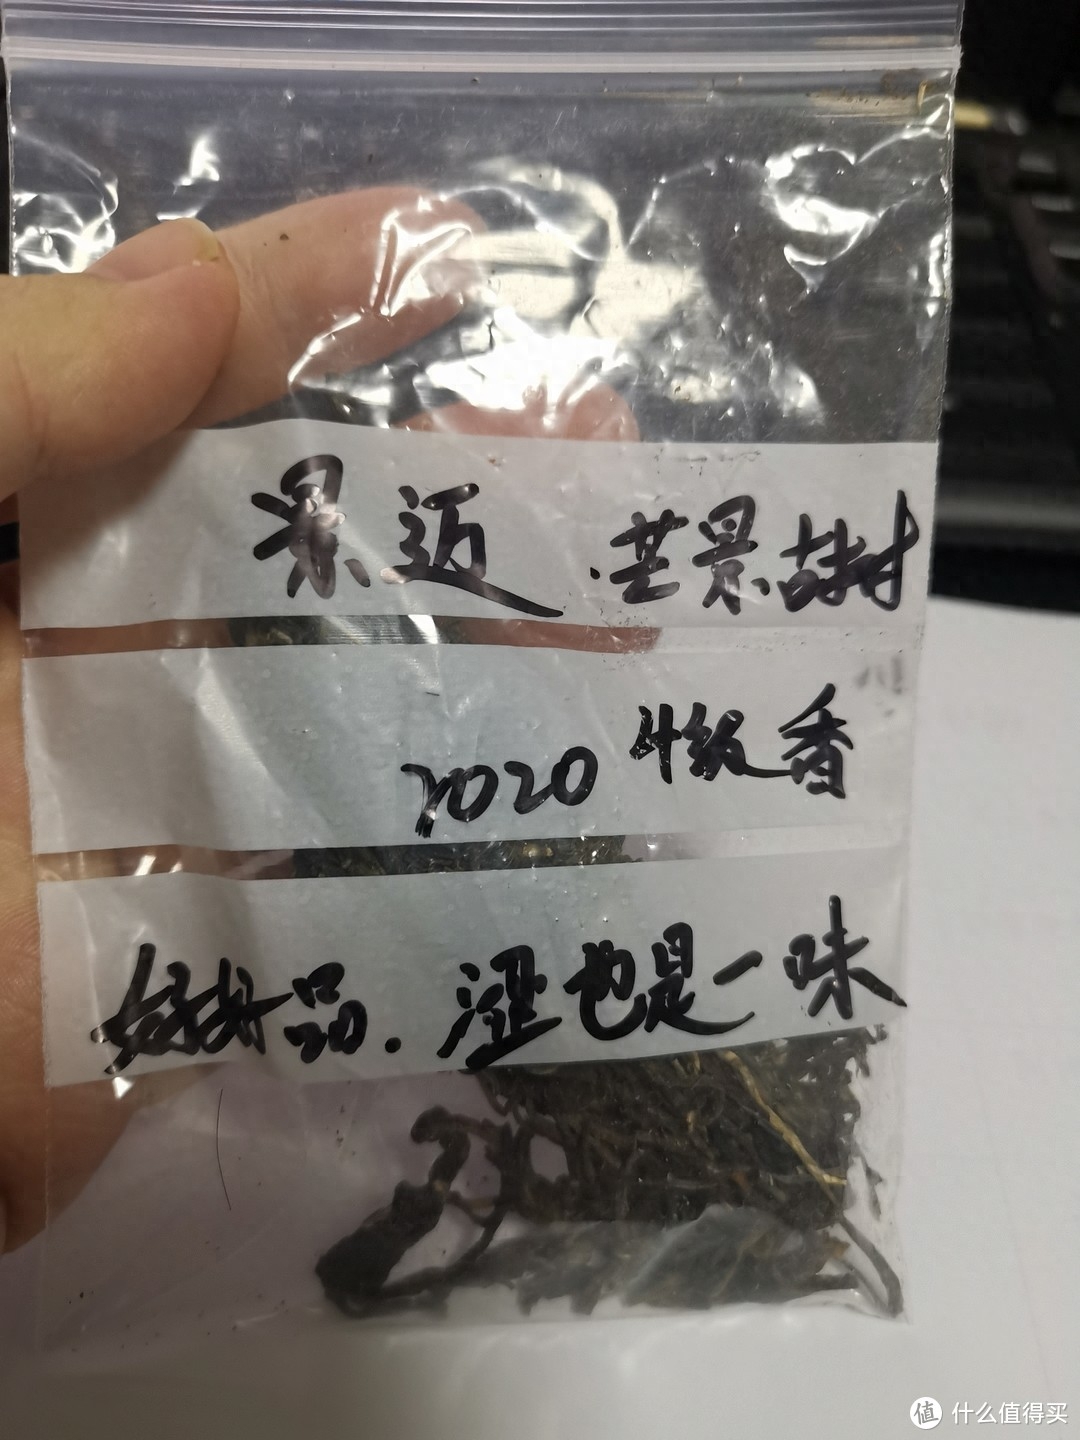 景迈 芒景古树
2020 4级香
好好品.涩也是一味
值 什么值得买